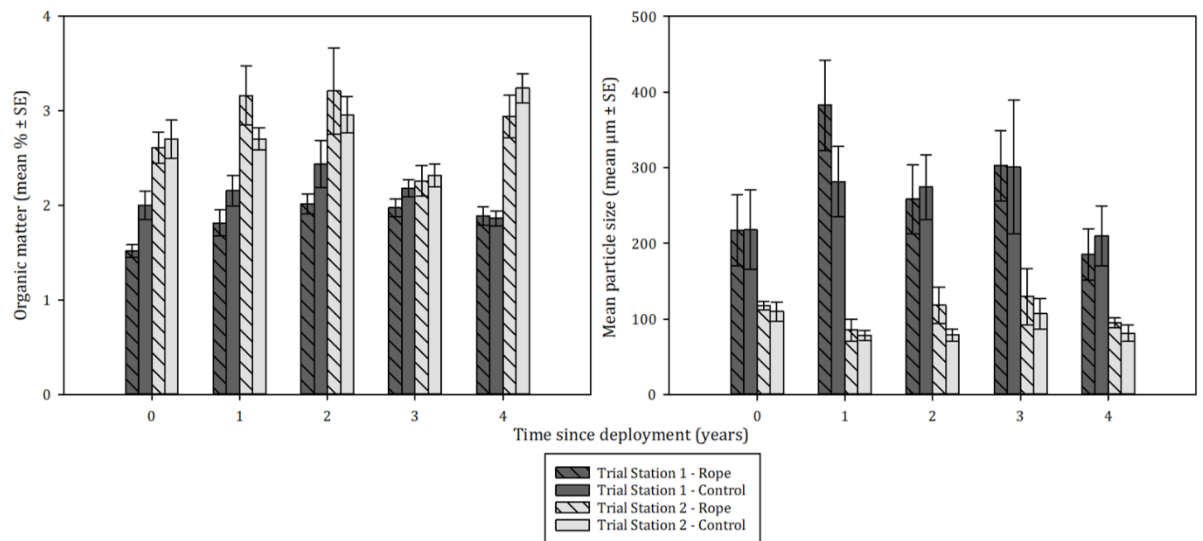 Organic matter (mean % ± SE)
4
3
2
1
0
0 1 2 3 4
Mean particle size (mean µm ± SE)
500
400
300
200
100
0
0 1 2 3 4
Time since deployment (years)
Trial Station 1 - Rope
Trial Station 1 - Control
Trial Station 2 - Rope
Trial Station 2 - Control